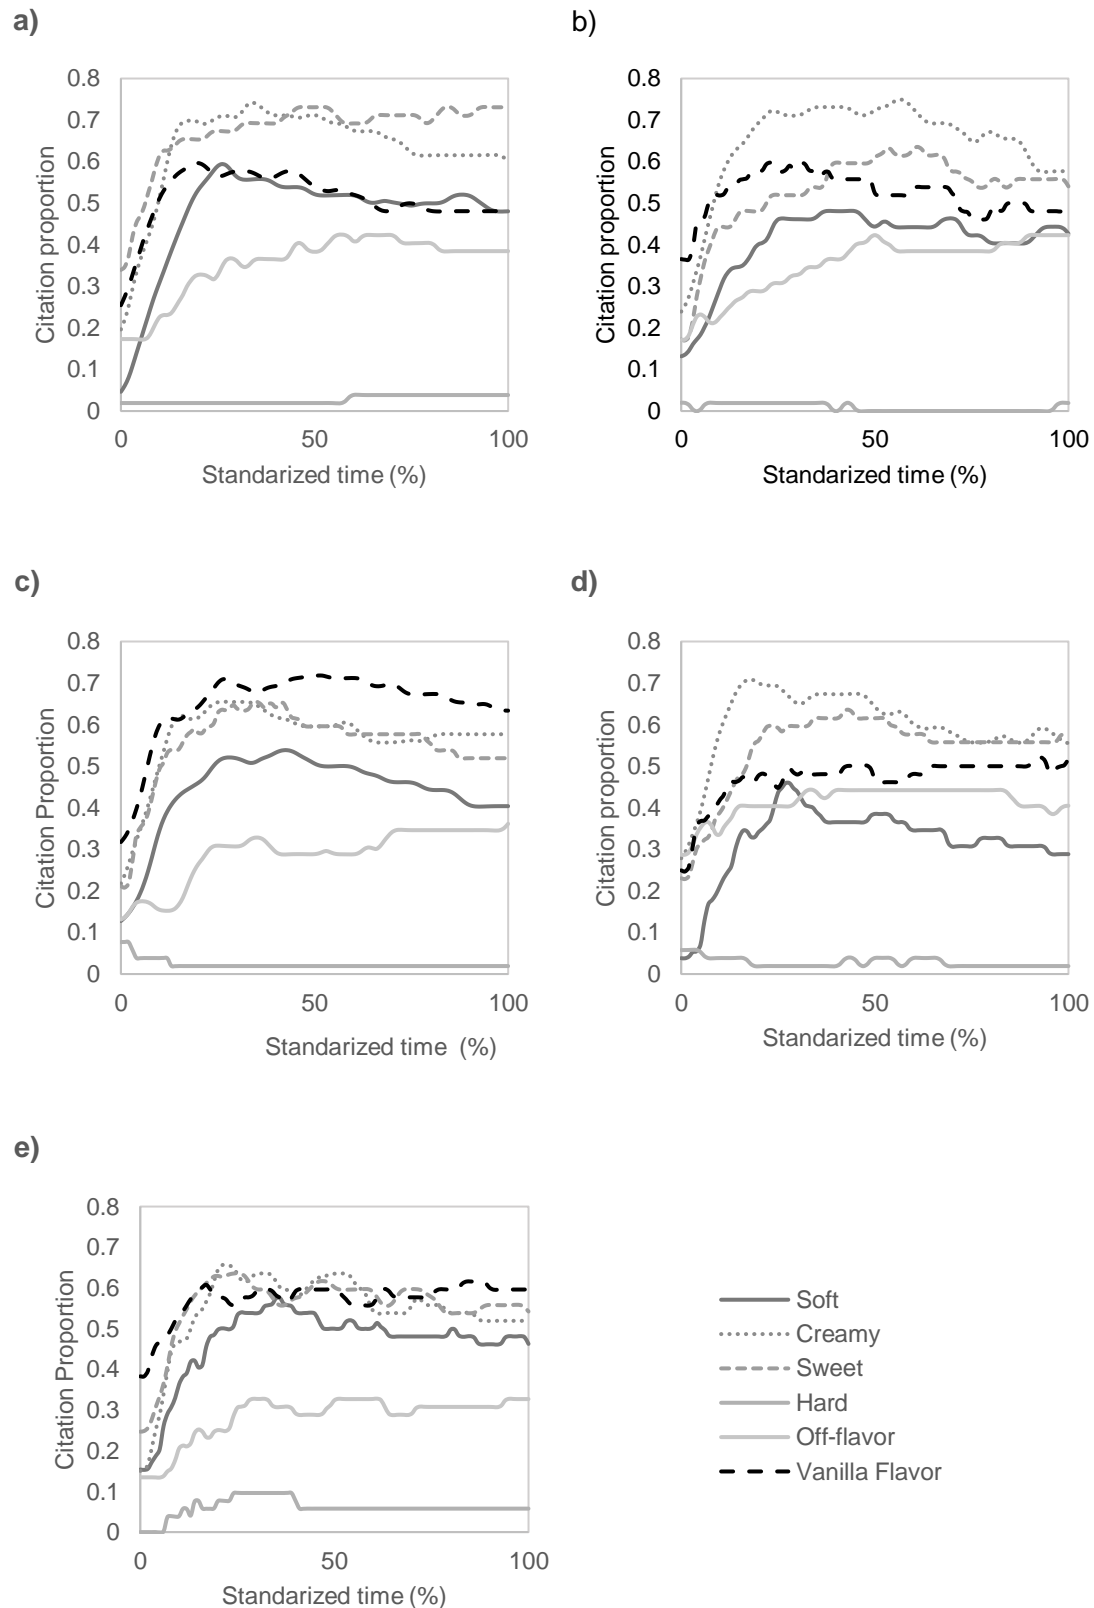 a)
0.8
0.7
0.6
0.5
0.4
0.3
0.2
0.1
0
Citation proportion
0 50 100
Standarized time (%)
b)
0.8
0.7
0.6
0.5
0.4
0.3
0.2
0.1
0
Citation proportion
0 50 100
Standarized time (%)
c)
0.8
0.7
0.6
0.5
0.4
0.3
0.2
0.1
0
Citation Proportion
0 50 100
Standarized time (%)
d)
0.8
0.7
0.6
0.5
0.4
0.3
0.2
0.1
0
Citation proportion
0 50 100
Standarized time (%)
e)
0.8
0.7
0.6
0.5
0.4
0.3
0.2
0.1
0
Citation Proportion
0 50 100
Standarized time (%)
Soft
Creamy
Sweet
Hard
Off-flavor
Vanilla Flavor